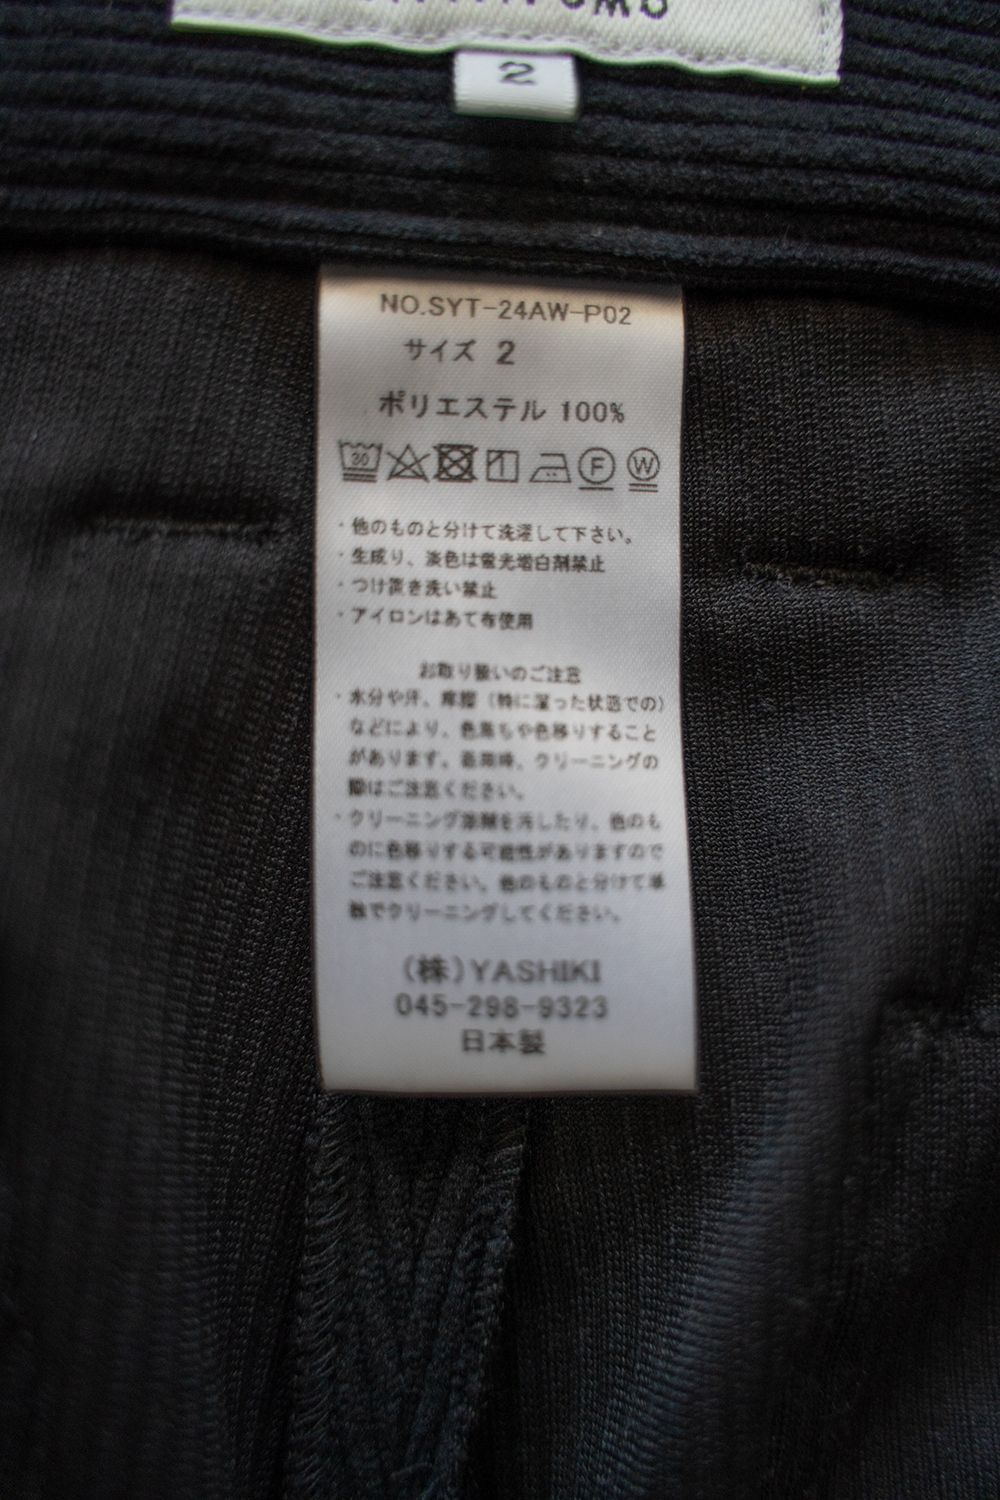 2
NO.SYT-24AW-P02
サイズ 2
ポリエステル 100%
30
F
W
・他のものと分けて洗濯して下さい。
・生成り、淡色は蛍光増白剤禁止
・つけ置き洗い禁止
・アイロンはあて布使用
お取り扱いのご注意
・水分や汗、摩擦（特に湿った状態での）
などにより、色落ちや色移りすること
があります。着用時、クリーニングの
際はご注意ください。
・クリーニング溶剤を汚したり、他のも
のに色移りする可能性がありますので
ご注意ください。他のものと分けて単
独でクリーニングしてください。
（株）YASHIKI
045-298-9323
日本製